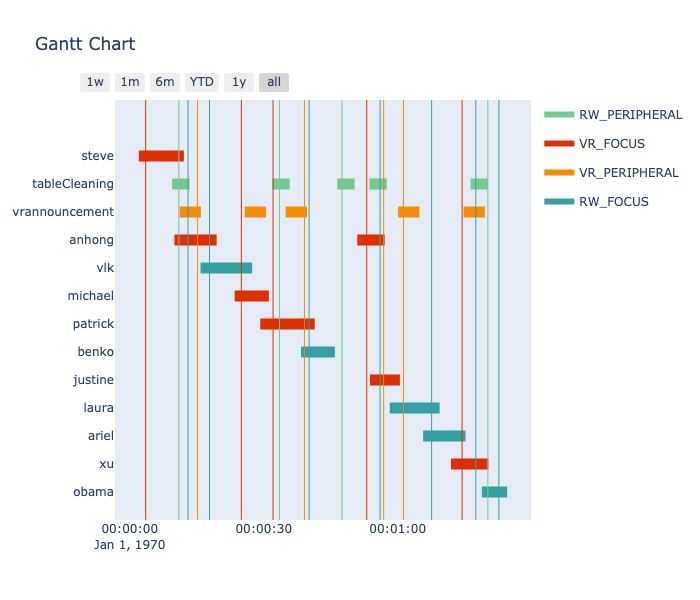 Gantt Chart
1w 1m 6m YTD 1y all
RW_PERIPHERAL
VR_FOCUS
VR_PERIPHERAL
RW_FOCUS
steve
tableCleaning
vrannouncement
anhong
vlk
michael
patrick
benko
justine
laura
ariel
xu
obama
00:00:00 00:00:30 00:01:00
Jan 1, 1970